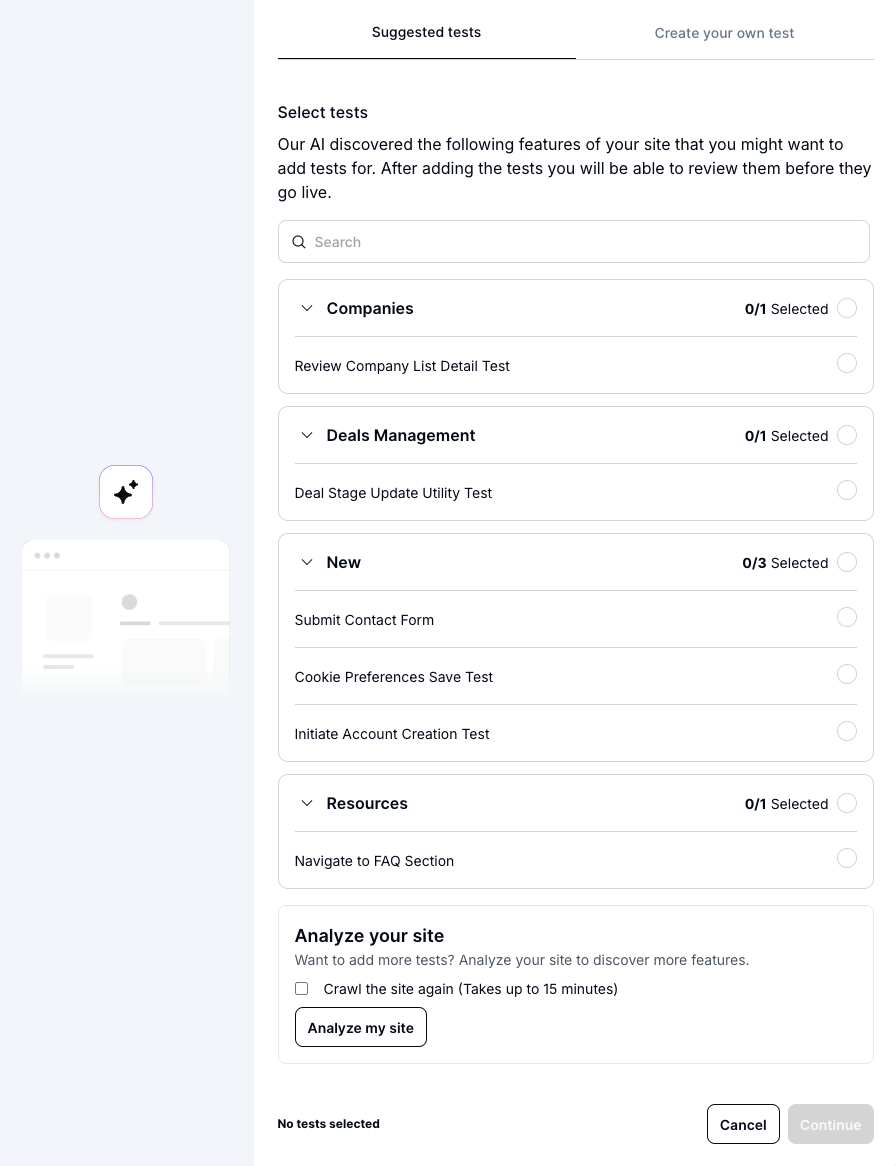 Suggested tests
Create your own test
Select tests
Our AI discovered the following features of your site that you might want to
add tests for. After adding the tests you will be able to review them before they
go live.
Search
Companies
0/1 Selected
Review Company List Detail Test
Deals Management
0/1 Selected
Deal Stage Update Utility Test
New
0/3 Selected
Submit Contact Form
Cookie Preferences Save Test
Initiate Account Creation Test
Resources
0/1 Selected
Navigate to FAQ Section
Analyze your site
Want to add more tests? Analyze your site to discover more features.
Crawl the site again (Takes up to 15 minutes)
Analyze my site
No tests selected
Cancel
Continue